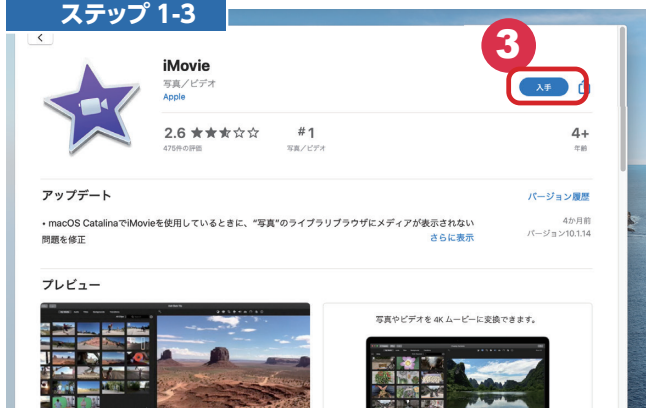 ステップ 1-3
3
iMovie
写真／ビデオ
Apple
入手
2.6 ★★★☆☆
#1
4+
475件の評価
写真／ビデオ
年齢
アップデート
バージョン履歴
• macOS CatalinaでiMovieを使用しているときに、“写真”のライブラリブラウザにメディアが表示されない
問題を修正
さらに表示
4か月前
バージョン10.1.14
プレビュー
写真やビデオを 4K ムービーに変換できます。